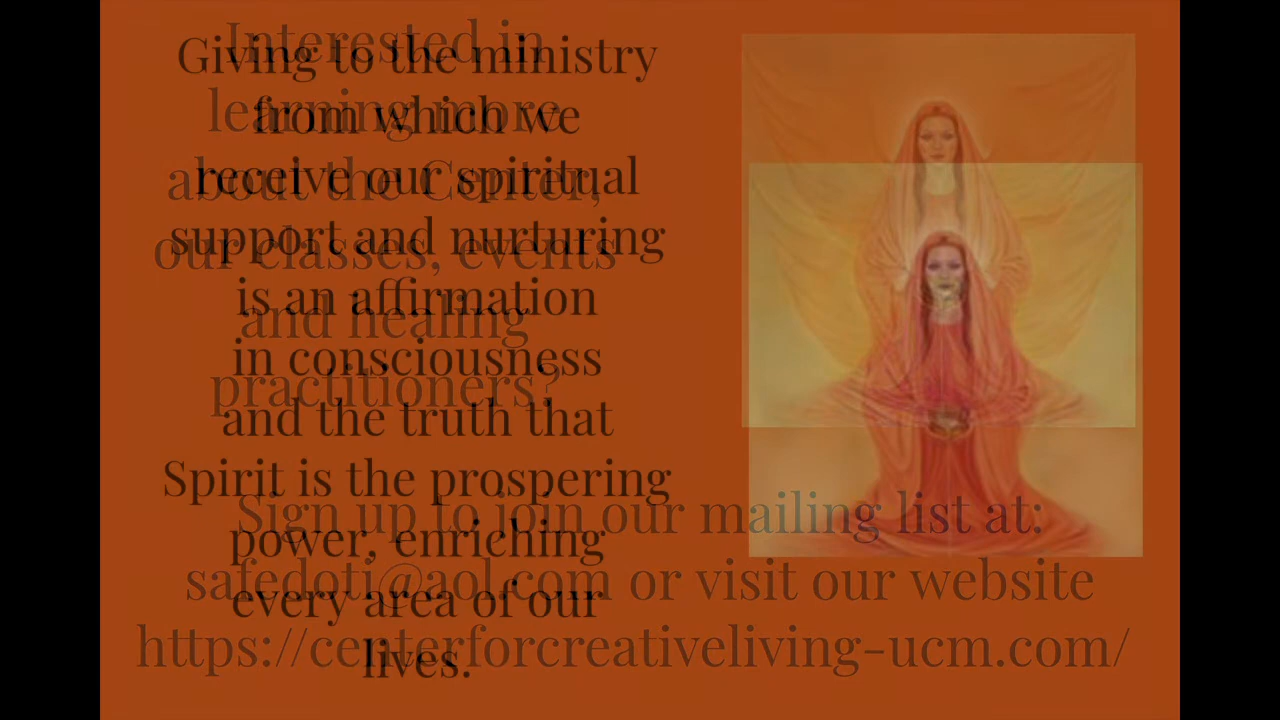 Interested in
learning more
about the Center,
our classes, events
and healing
practitioners?
Sign up to join our mailing list at:
safedoti@aol.com or visit our website
https://centerforcreativeliving-ucm.com/
Giving to the ministry
from which we
receive our spiritual
support and nurturing
is an affirmation
in consciousness
and the truth that
Spirit is the prospering
power, enriching
every area of our
lives.